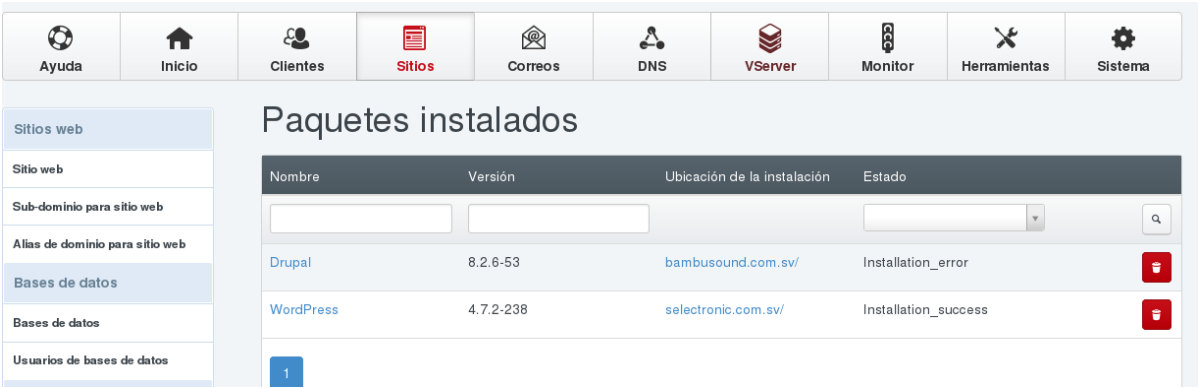 Ayuda Inicio Clientes Sitios Correos DNS VServer Monitor Herramientas Sistema
Sitios web
Sitio web
Sub-dominio para sitio web
Alias de dominio para sitio web
Bases de datos
Bases de datos
Usuarios de bases de datos
Paquetes instalados
Nombre Versión Ubicación de la instalación Estado
Drupal 8.2.6-53 bambusound.com.sv/ Installation_error
WordPress 4.7.2-238 selectronic.com.sv/ Installation_success
1